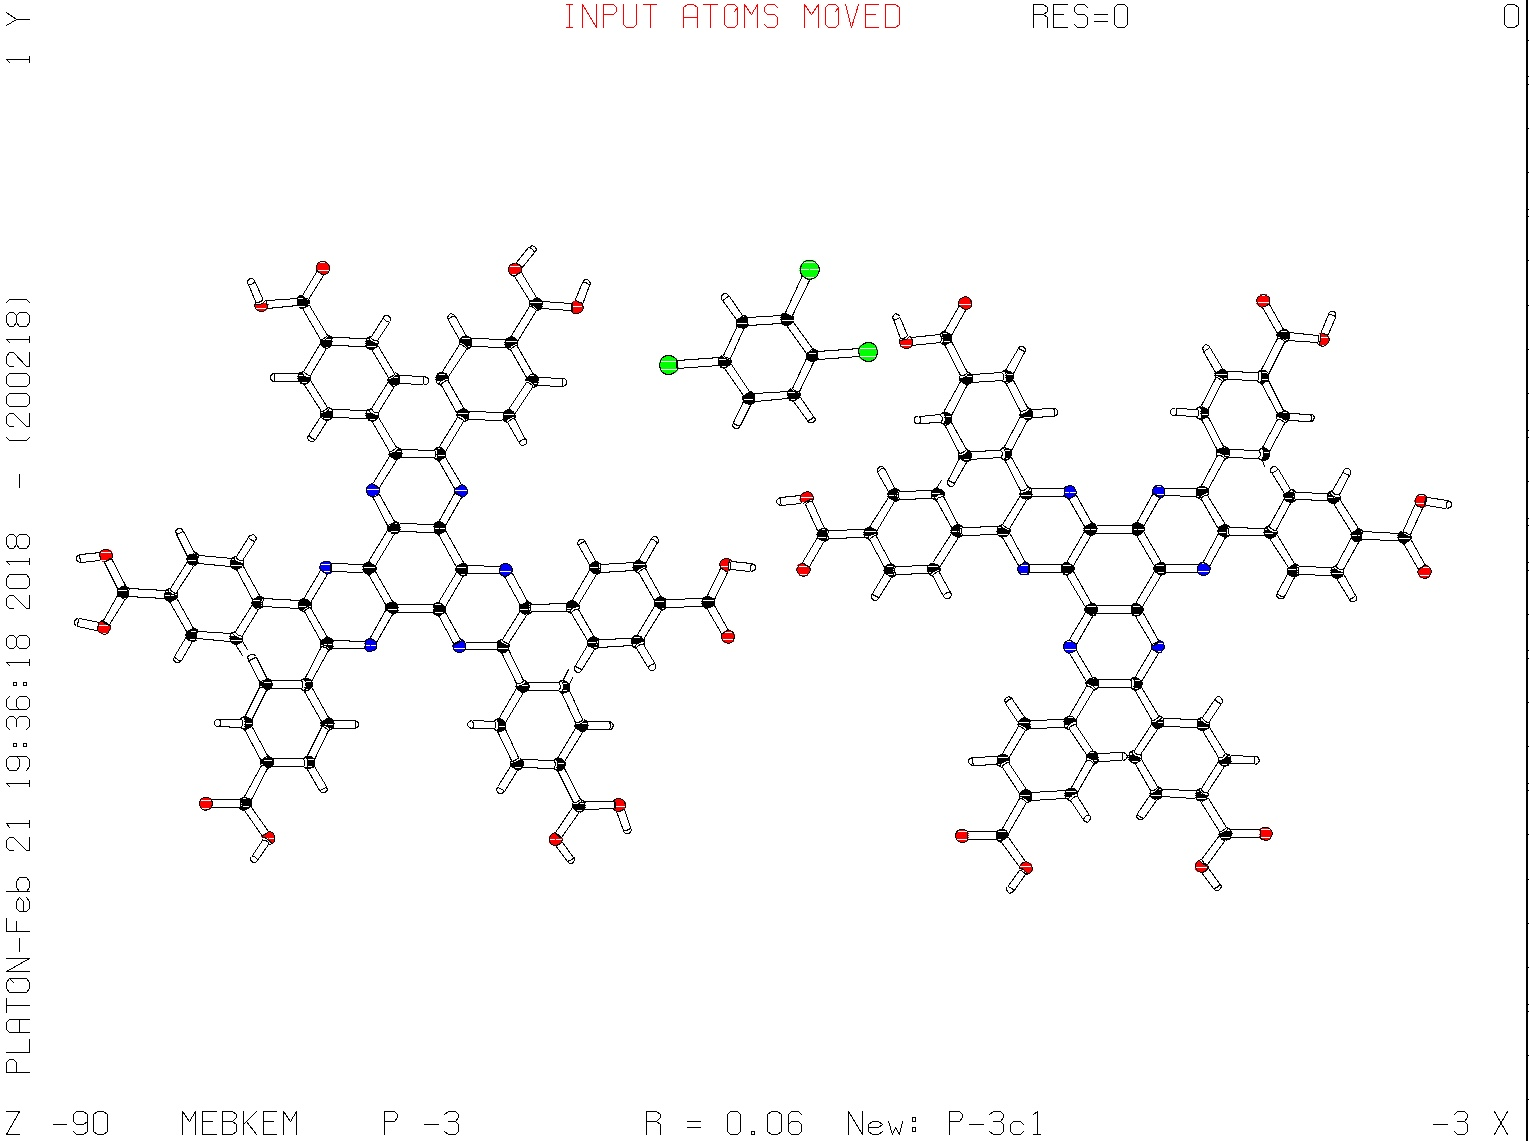 INPUT ATOMS MOVED RES=0 0
1 Y
PLATON-Feb 21 19:36:18 2018 - (200218)
Z -90 MEBKEM P -3 R = 0.06 New: P-3c1 -3 X